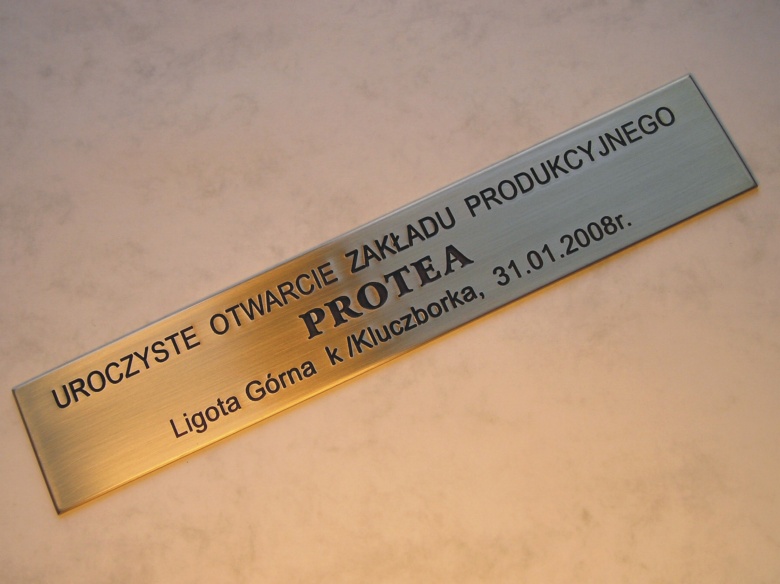 UROCZYSTE OTWARCIE ZAKŁADU PRODUKCYJNEGO
PROTEA
Ligota Górna k/Kluczborka, 31.01.2008r.